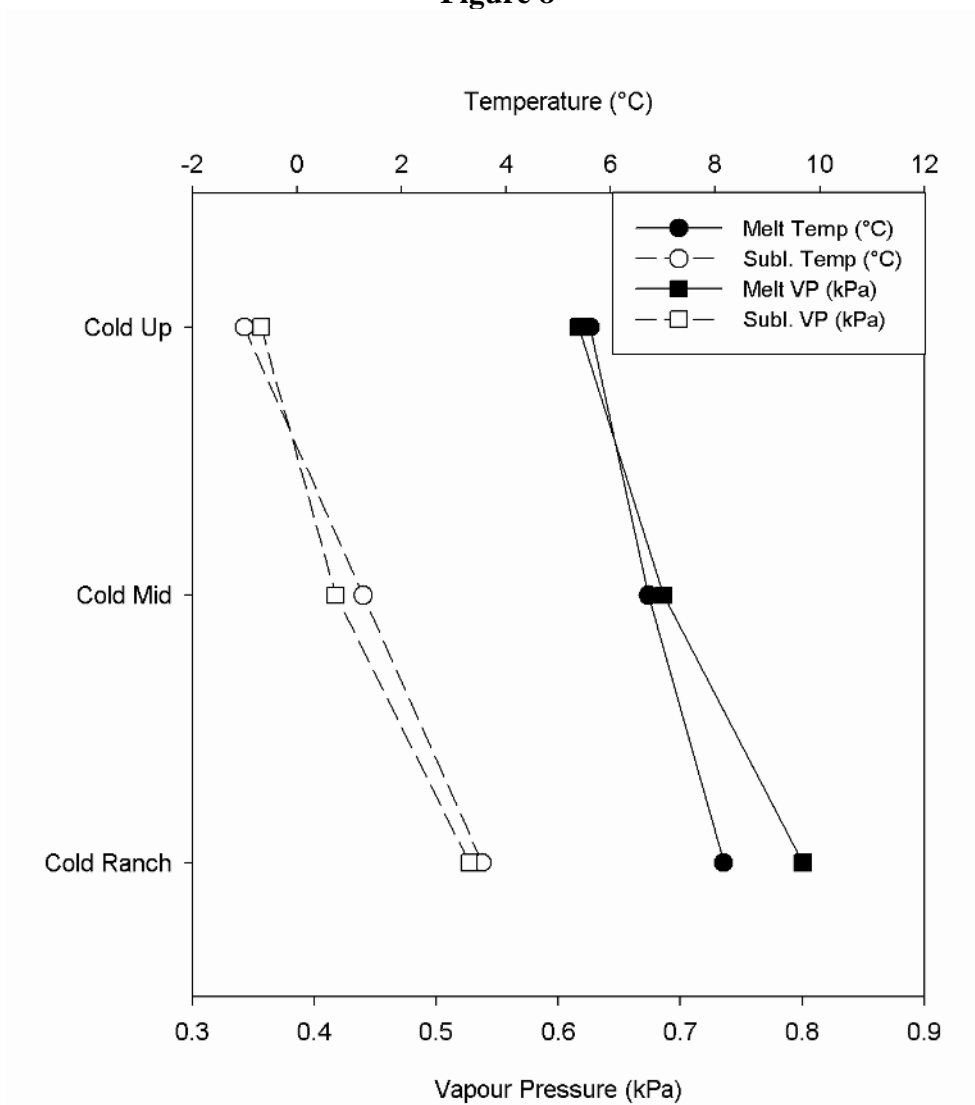 Figure 8
Temperature (°C)
-2 0 2 4 6 8 10 12
Melt Temp (°C)
Subl. Temp (°C)
Melt VP (kPa)
Subl. VP (kPa)
Cold Up
Cold Mid
Cold Ranch
0.3 0.4 0.5 0.6 0.7 0.8 0.9
Vapour Pressure (kPa)